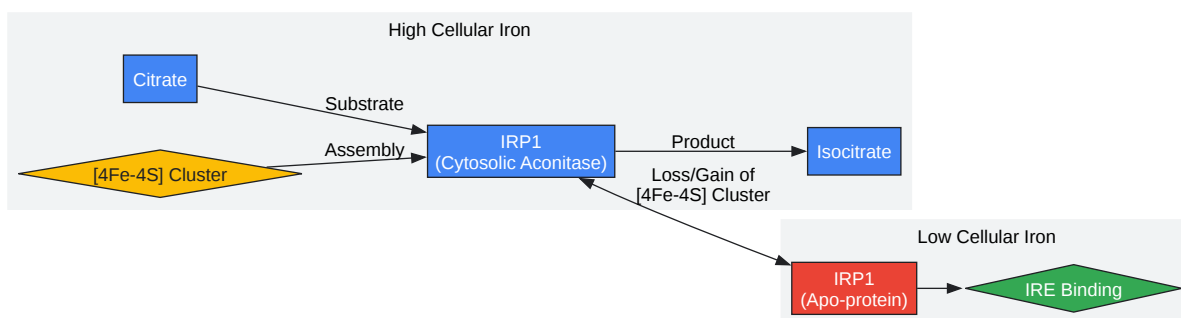 High Cellular Iron
Citrate
Substrate
[4Fe-4S] Cluster
Assembly
IRP1
(Cytosolic Aconitase)
Product
Isocitrate
Loss/Gain of
[4Fe-4S] Cluster
Low Cellular Iron
IRP1
(Apo-protein)
IRE Binding